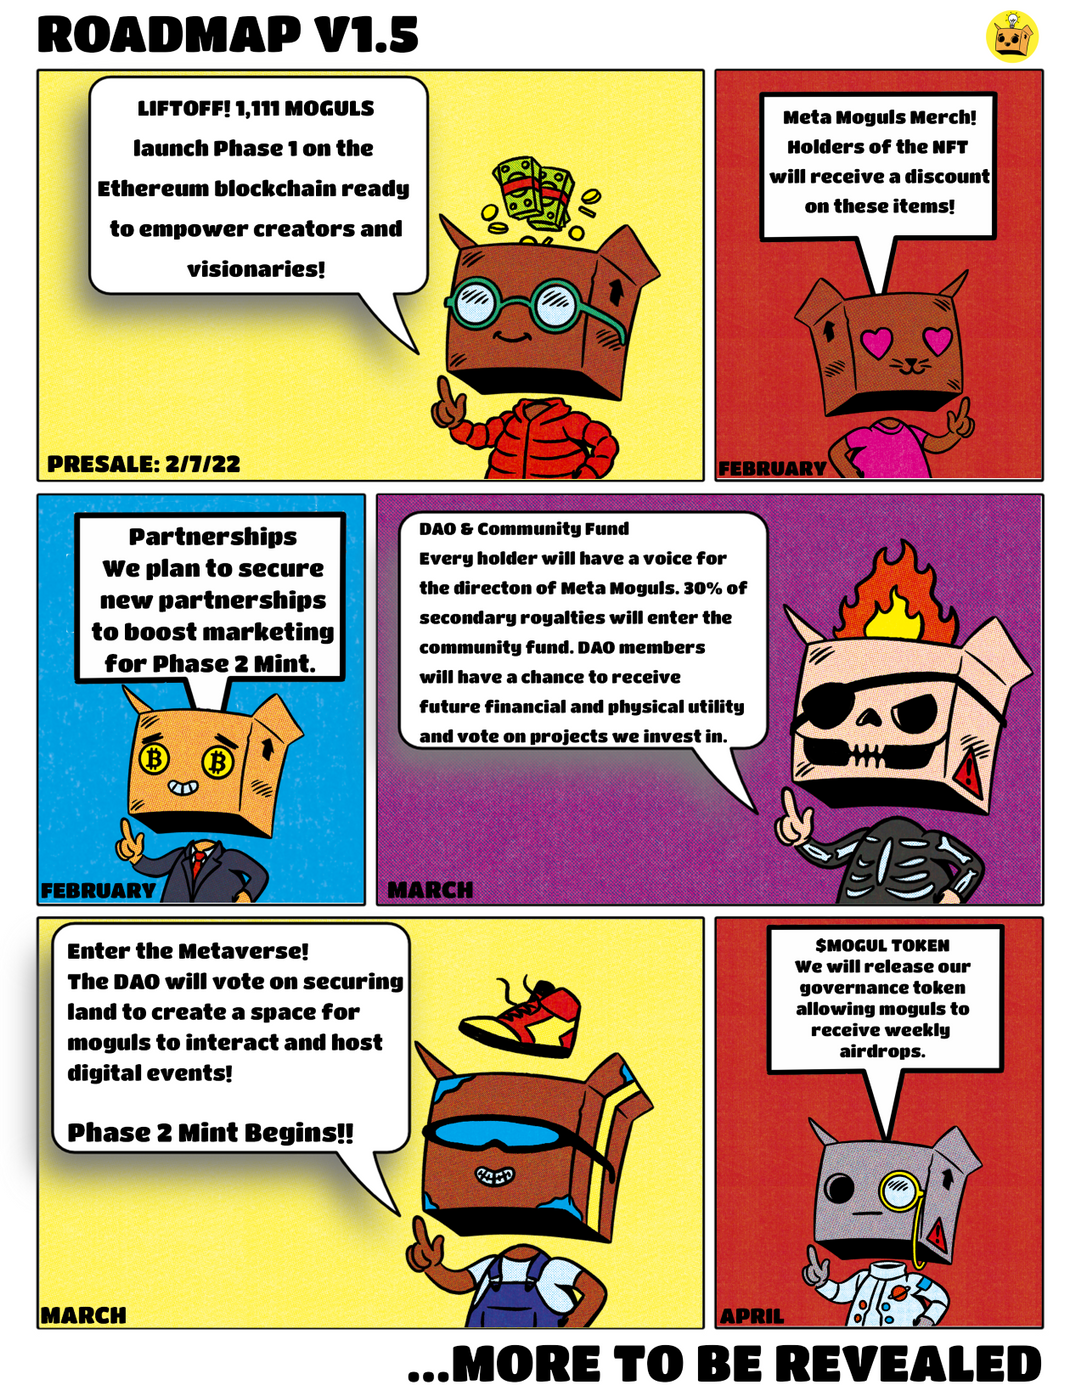 ROADMAP V1.5
LIFTOFF! 1,111 MOGULS
launch Phase 1 on the
Ethereum blockchain ready
to empower creators and
visionaries!
PRESALE: 2/7/22
Meta Moguls Merch!
Holders of the NFT
will receive a discount
on these items!
FEBRUARY
Partnerships
We plan to secure
new partnerships
to boost marketing
for Phase 2 Mint.
FEBRUARY
DAO & Community Fund
Every holder will have a voice for
the directon of Meta Moguls. 30% of
secondary royalties will enter the
community fund. DAO members
will have a chance to receive
future financial and physical utility
and vote on projects we invest in.
MARCH
Enter the Metaverse!
The DAO will vote on securing
land to create a space for
moguls to interact and host
digital events!
Phase 2 Mint Begins!!
MARCH
$MOGUL TOKEN
We will release our
governance token
allowing moguls to
receive weekly
airdrops.
APRIL
...MORE TO BE REVEALED